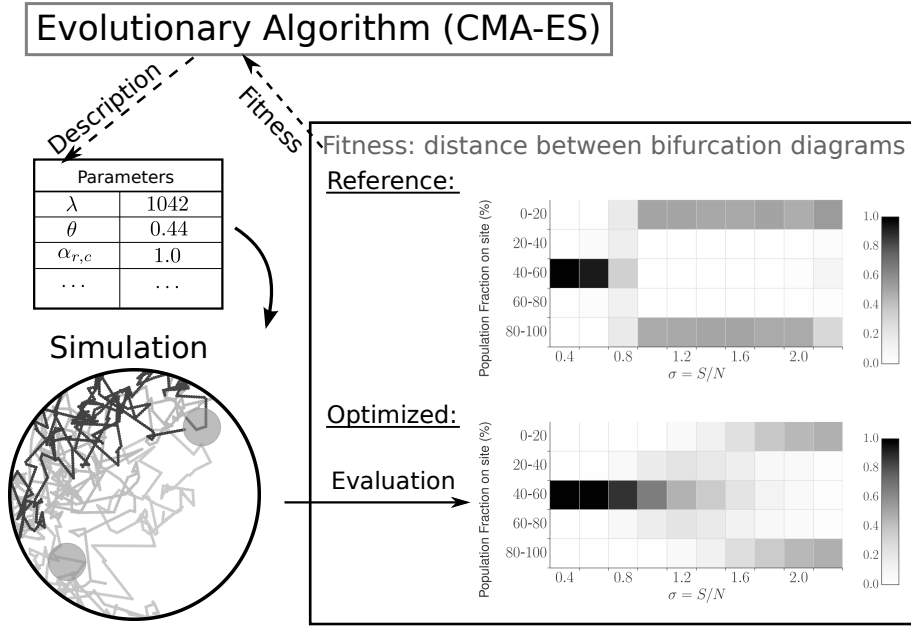 Evolutionary Algorithm (CMA-ES)
Description
Fitness
Parameters
λ 1042
θ 0.44
α_{r,c} 1.0
... ...
Simulation
Evaluation
Fitness: distance between bifurcation diagrams
Reference:
Population Fraction on site (%)
0-20
20-40
40-60
60-80
80-100
0.4 0.8 1.2 1.6 2.0
σ = S/N
1.0
0.8
0.6
0.4
0.2
0.0
Optimized:
Population Fraction on site (%)
0-20
20-40
40-60
60-80
80-100
0.4 0.8 1.2 1.6 2.0
σ = S/N
1.0
0.8
0.6
0.4
0.2
0.0